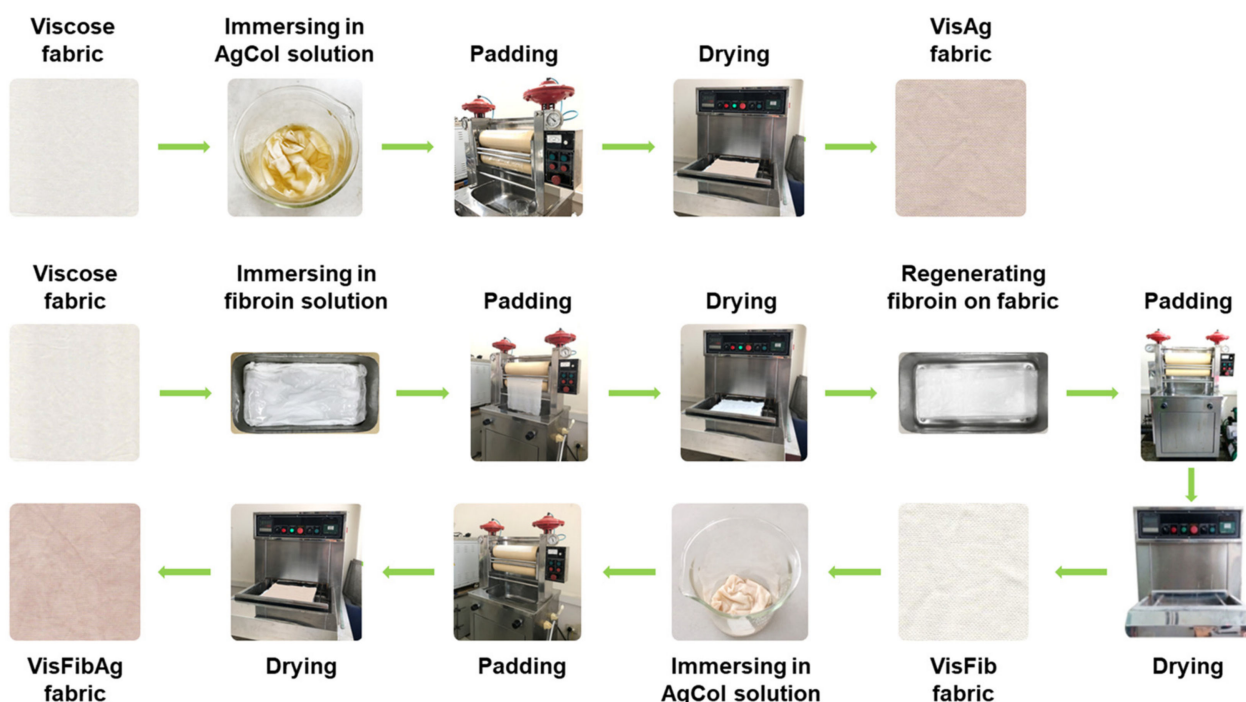 Viscose
fabric
Immersing in
AgCol solution
Padding
Drying
VisAg
fabric
Viscose
fabric
Immersing in
fibroin solution
Padding
Drying
Regenerating
fibroin on fabric
Padding
VisFibAg
fabric
Drying
Padding
Immersing in
AgCol solution
VisFib
fabric
Drying